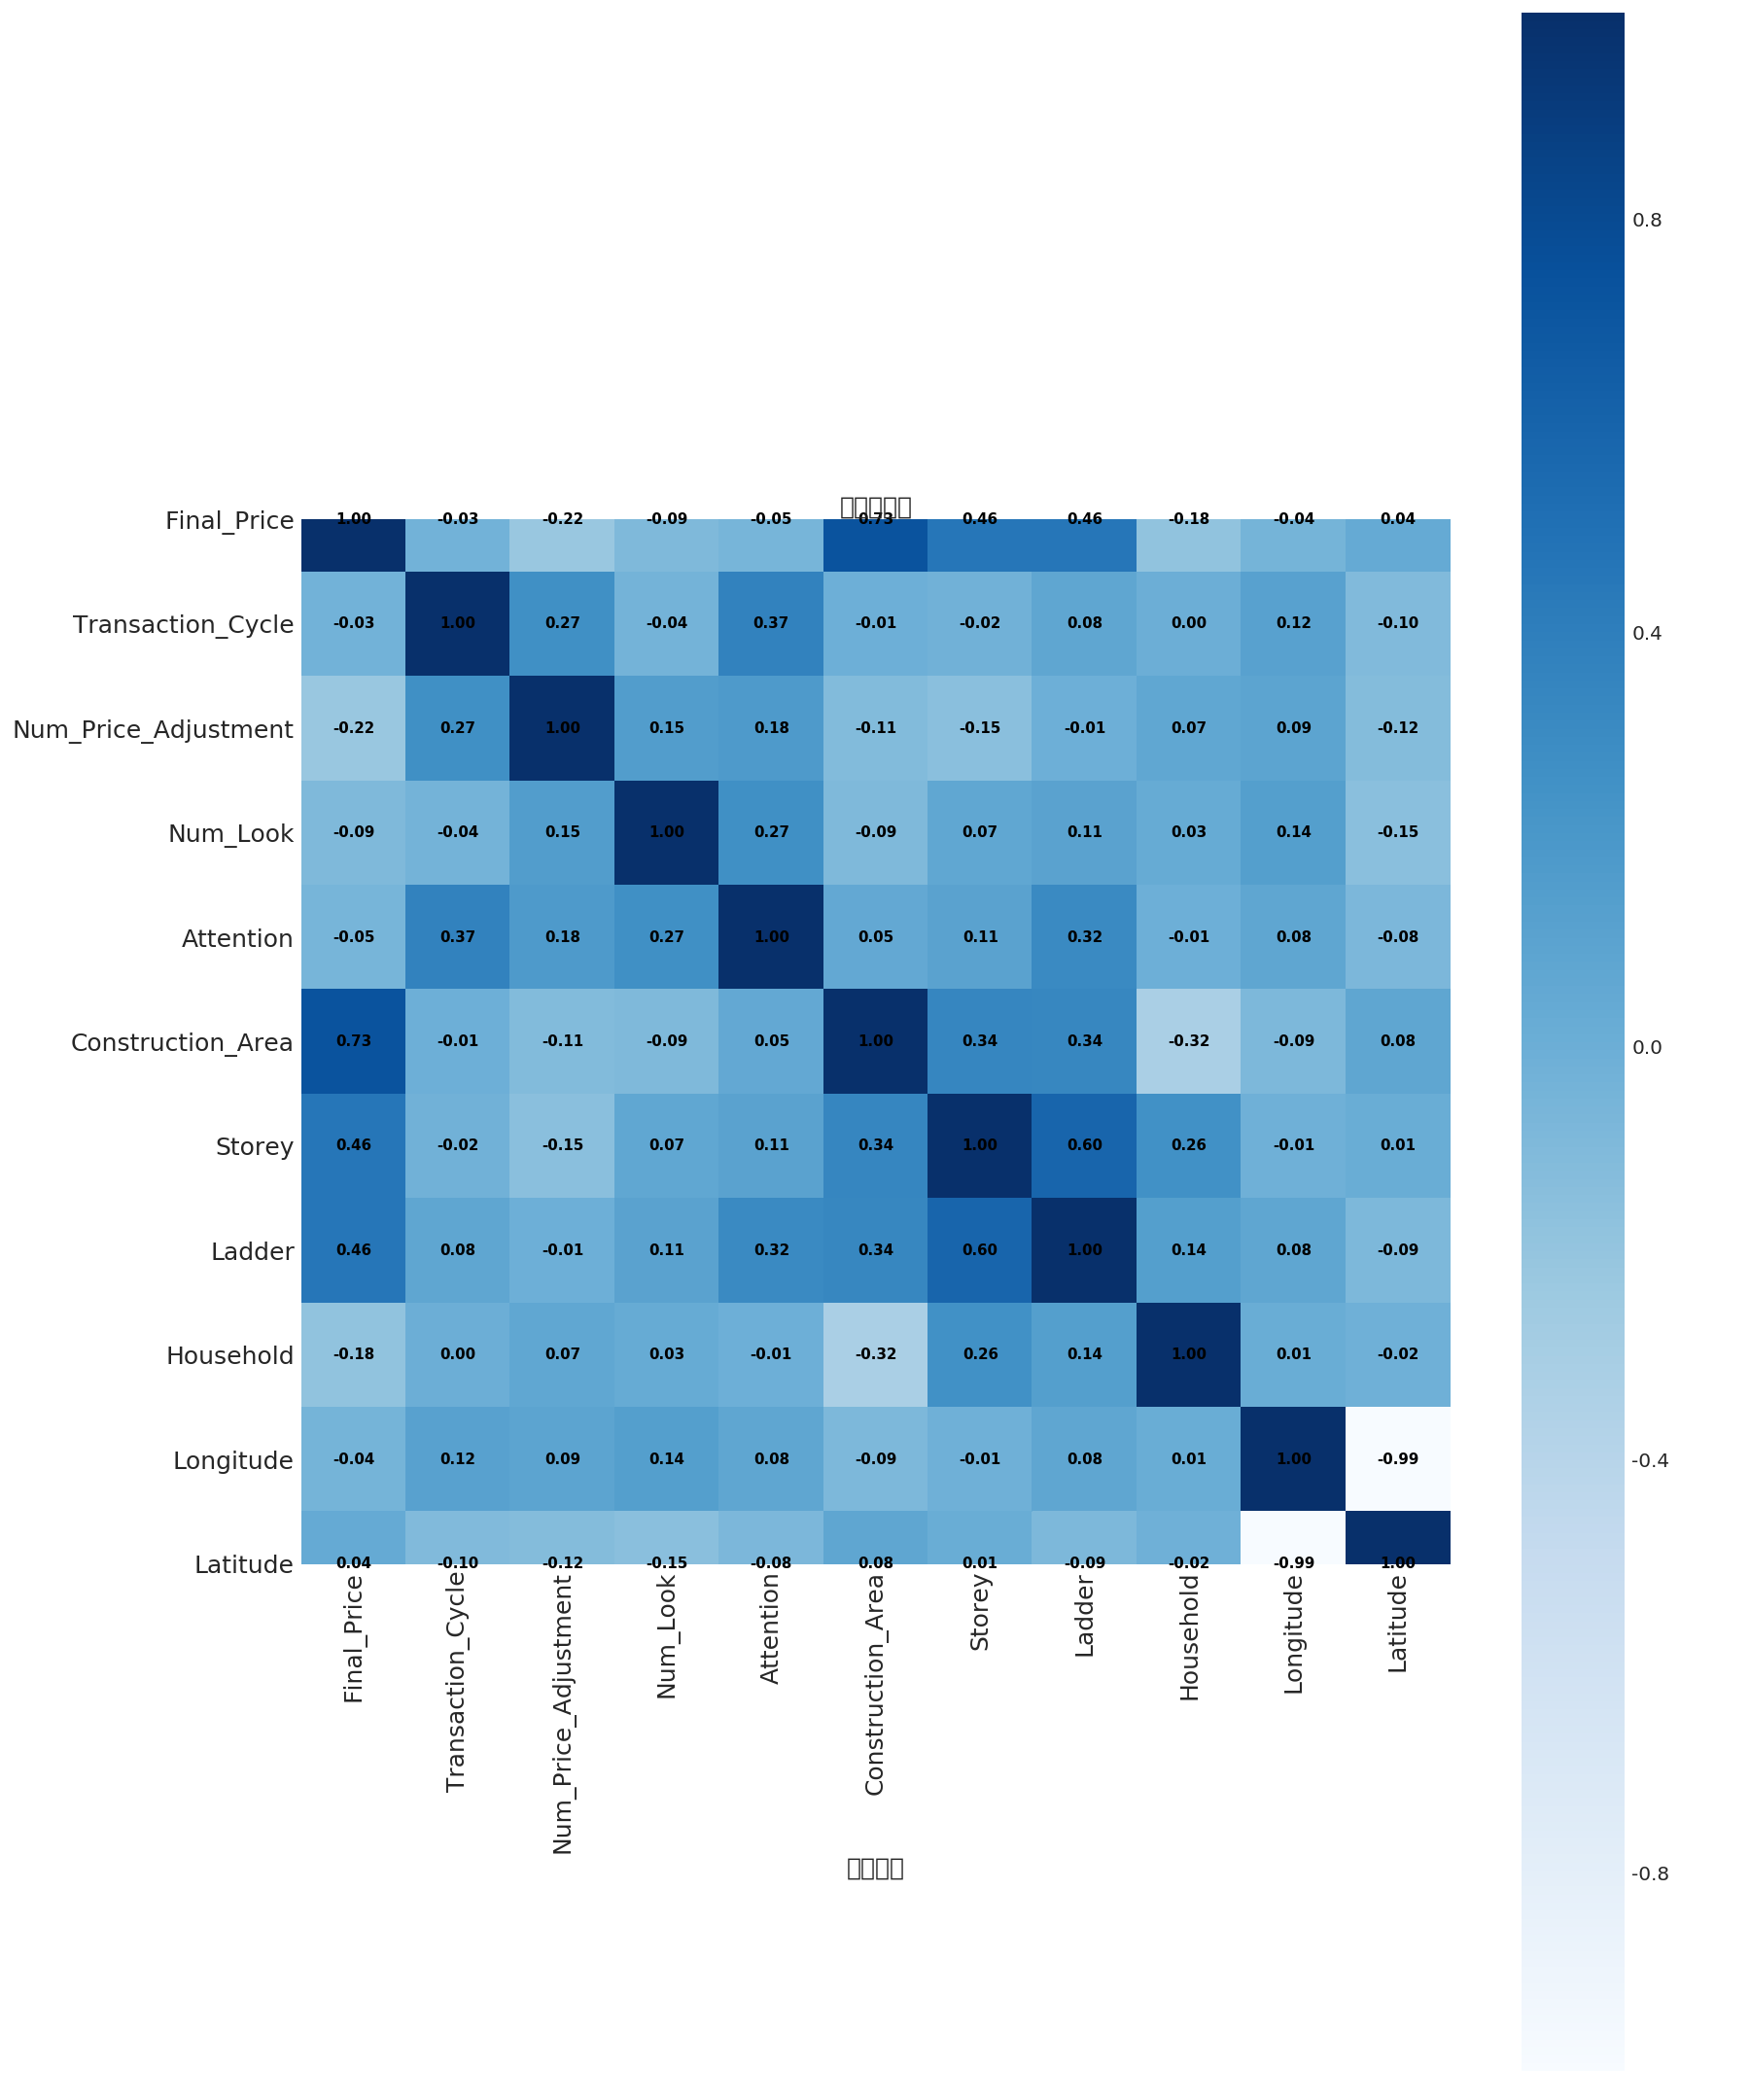 Final_Price 1.00 -0.03 -0.22 -0.09 -0.05 0.73 0.46 0.46 -0.18 -0.04 0.04
Transaction_Cycle -0.03 1.00 0.27 -0.04 0.37 -0.01 -0.02 0.08 0.00 0.12 -0.10
Num_Price_Adjustment -0.22 0.27 1.00 0.15 0.18 -0.11 -0.15 -0.01 0.07 0.09 -0.12
Num_Look -0.09 -0.04 0.15 1.00 0.27 -0.09 0.07 0.11 0.03 0.14 -0.15
Attention -0.05 0.37 0.18 0.27 1.00 0.05 0.11 0.32 -0.01 0.08 -0.08
Construction_Area 0.73 -0.01 -0.11 -0.09 0.05 1.00 0.34 0.34 -0.32 -0.09 0.08
Storey 0.46 -0.02 -0.15 0.07 0.11 0.34 1.00 0.60 0.26 -0.01 0.01
Ladder 0.46 0.08 -0.01 0.11 0.32 0.34 0.60 1.00 0.14 0.08 -0.09
Household -0.18 0.00 0.07 0.03 -0.01 -0.32 0.26 0.14 1.00 0.01 -0.02
Longitude -0.04 0.12 0.09 0.14 0.08 -0.09 -0.01 0.08 0.01 1.00 -0.99
Latitude 0.04 -0.10 -0.12 -0.15 -0.08 0.08 0.01 -0.09 -0.02 -0.99 1.00
Final_Price
Transaction_Cycle
Num_Price_Adjustment
Num_Look
Attention
Construction_Area
Storey
Ladder
Household
Longitude
Latitude
0.8
0.4
0.0
-0.4
-0.8